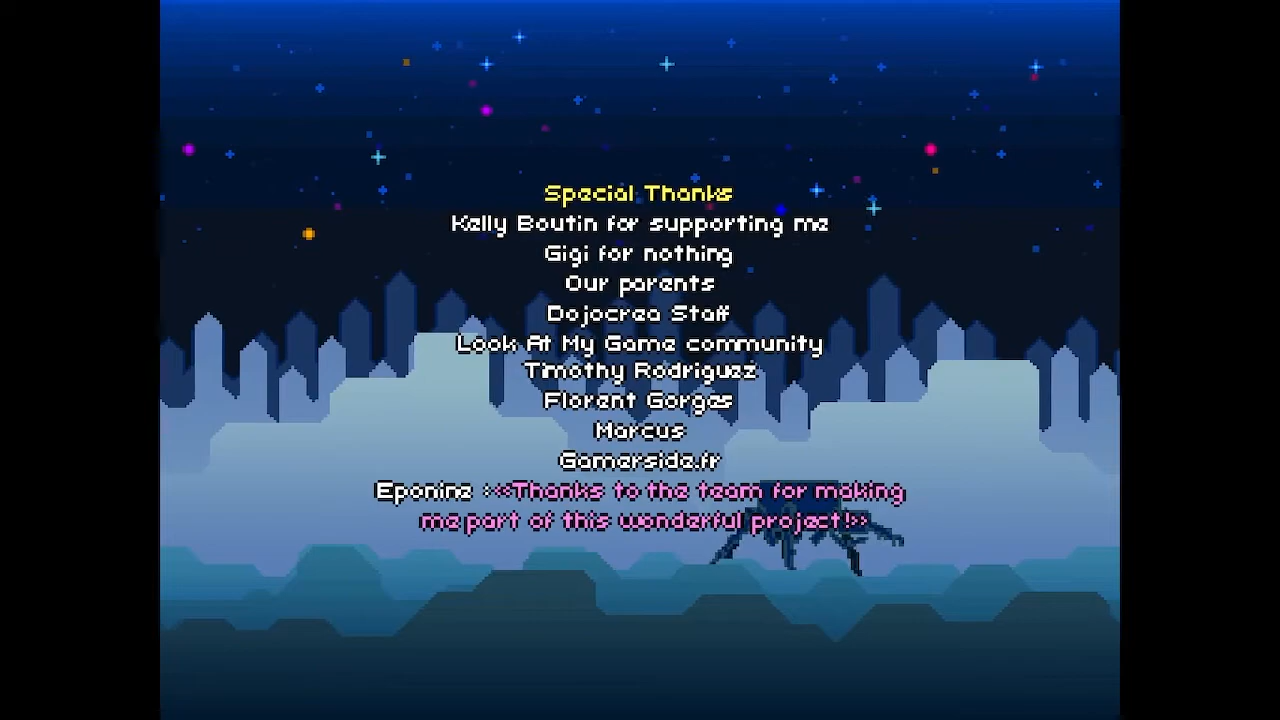 Special Thanks
Kelly Boutin for supporting me
Gigi for nothing
Our parents
Dojocrea Staff
Look At My Game community
Timothy Rodriguez
Florent Gorges
Marcus
Gamerside.fr
Eponine :«Thanks to the team for making
me part of this wonderful project!»